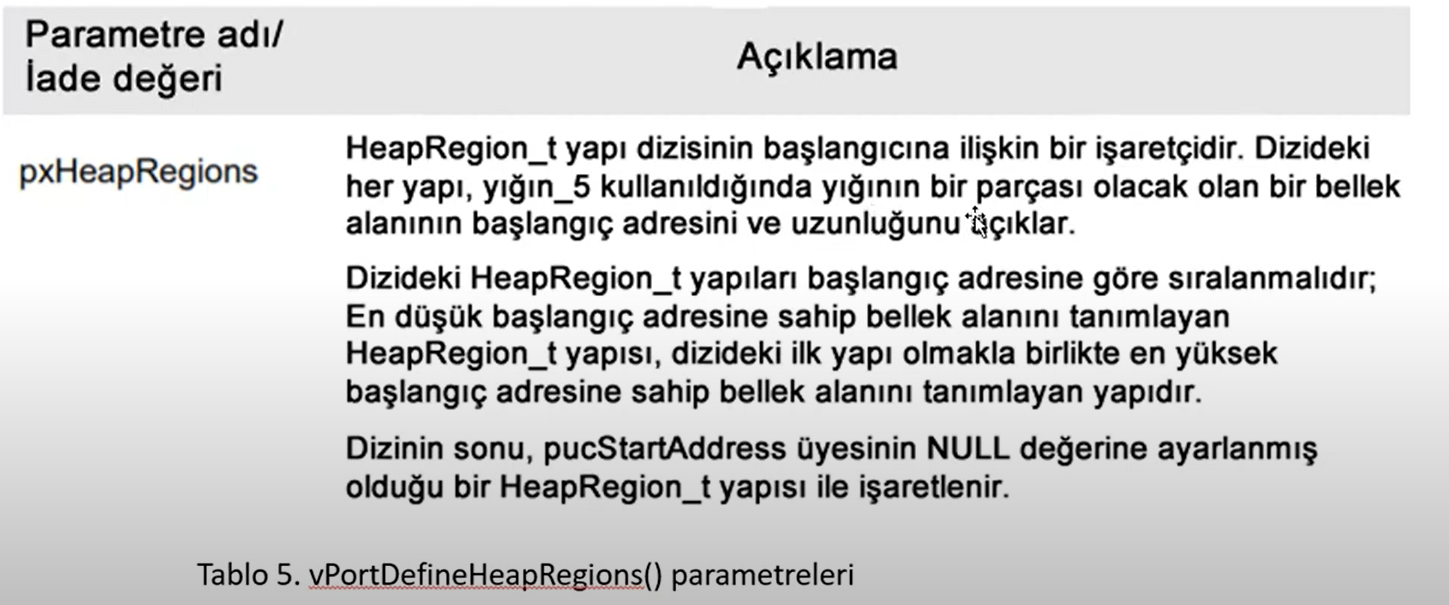 Parametre adı/
İade değeri
Açıklama
pxHeapRegions
HeapRegion_t yapı dizisinin başlangıcına ilişkin bir işaretçidir. Dizideki
her yapı, yığın_5 kullanıldığında yığının bir parçası olacak olan bir bellek
alanının başlangıç adresini ve uzunluğunu açıklar.
Dizideki HeapRegion_t yapıları başlangıç adresine göre sıralanmalıdır;
En düşük başlangıç adresine sahip bellek alanını tanımlayan
HeapRegion_t yapısı, dizideki ilk yapı olmakla birlikte en yüksek
başlangıç adresine sahip bellek alanını tanımlayan yapıdır.
Dizinin sonu, pucStartAddress üyesinin NULL değerine ayarlanmış
olduğu bir HeapRegion_t yapısı ile işaretlenir.
Tablo 5. vPortDefineHeapRegions() parametreleri